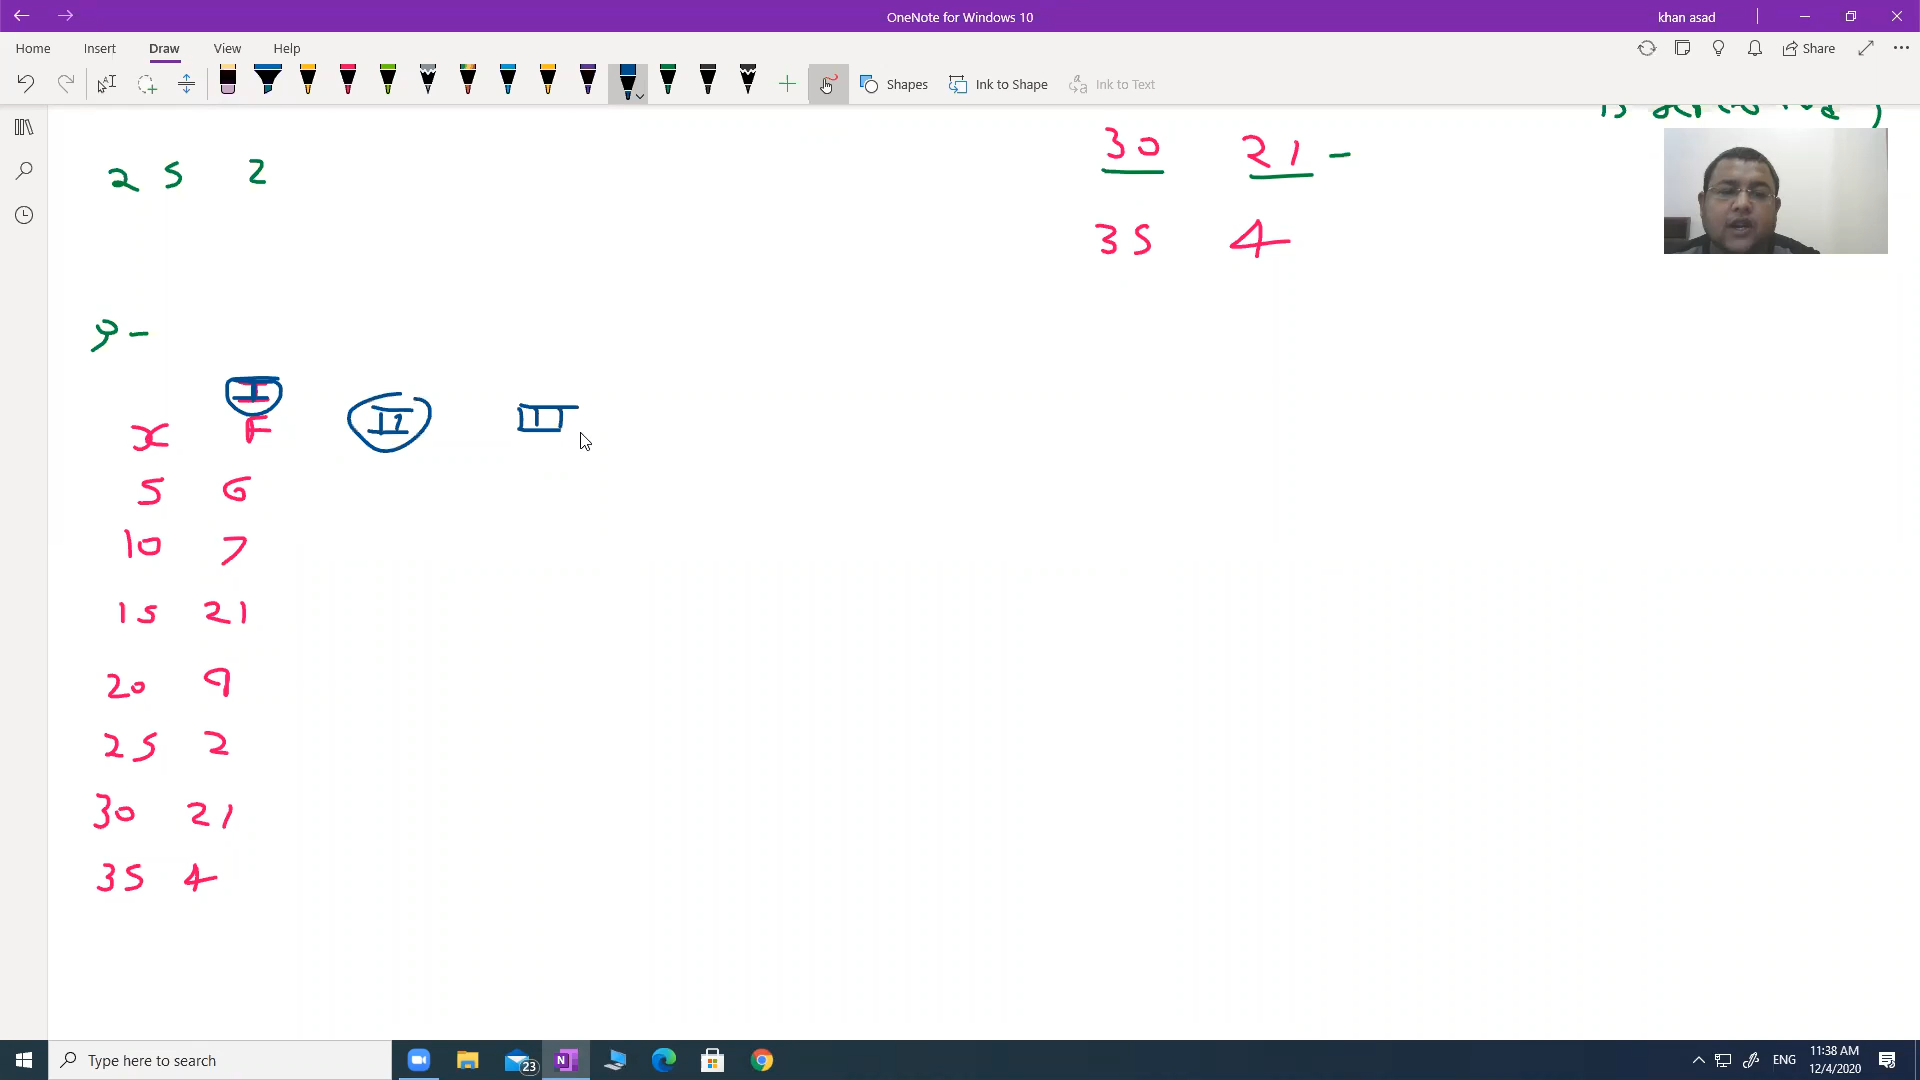 OneNote for Windows 10
khan asad
Home Insert Draw View Help
Share
Shapes
Ink to Shape
Ink to Text
30 21 -
2 5 2
35 4
I
x F
II
III
5 6
10 7
15 21
20 9
25 2
30 21
35 4
Type here to search
23
N
ENG
11:38 AM
12/4/2020